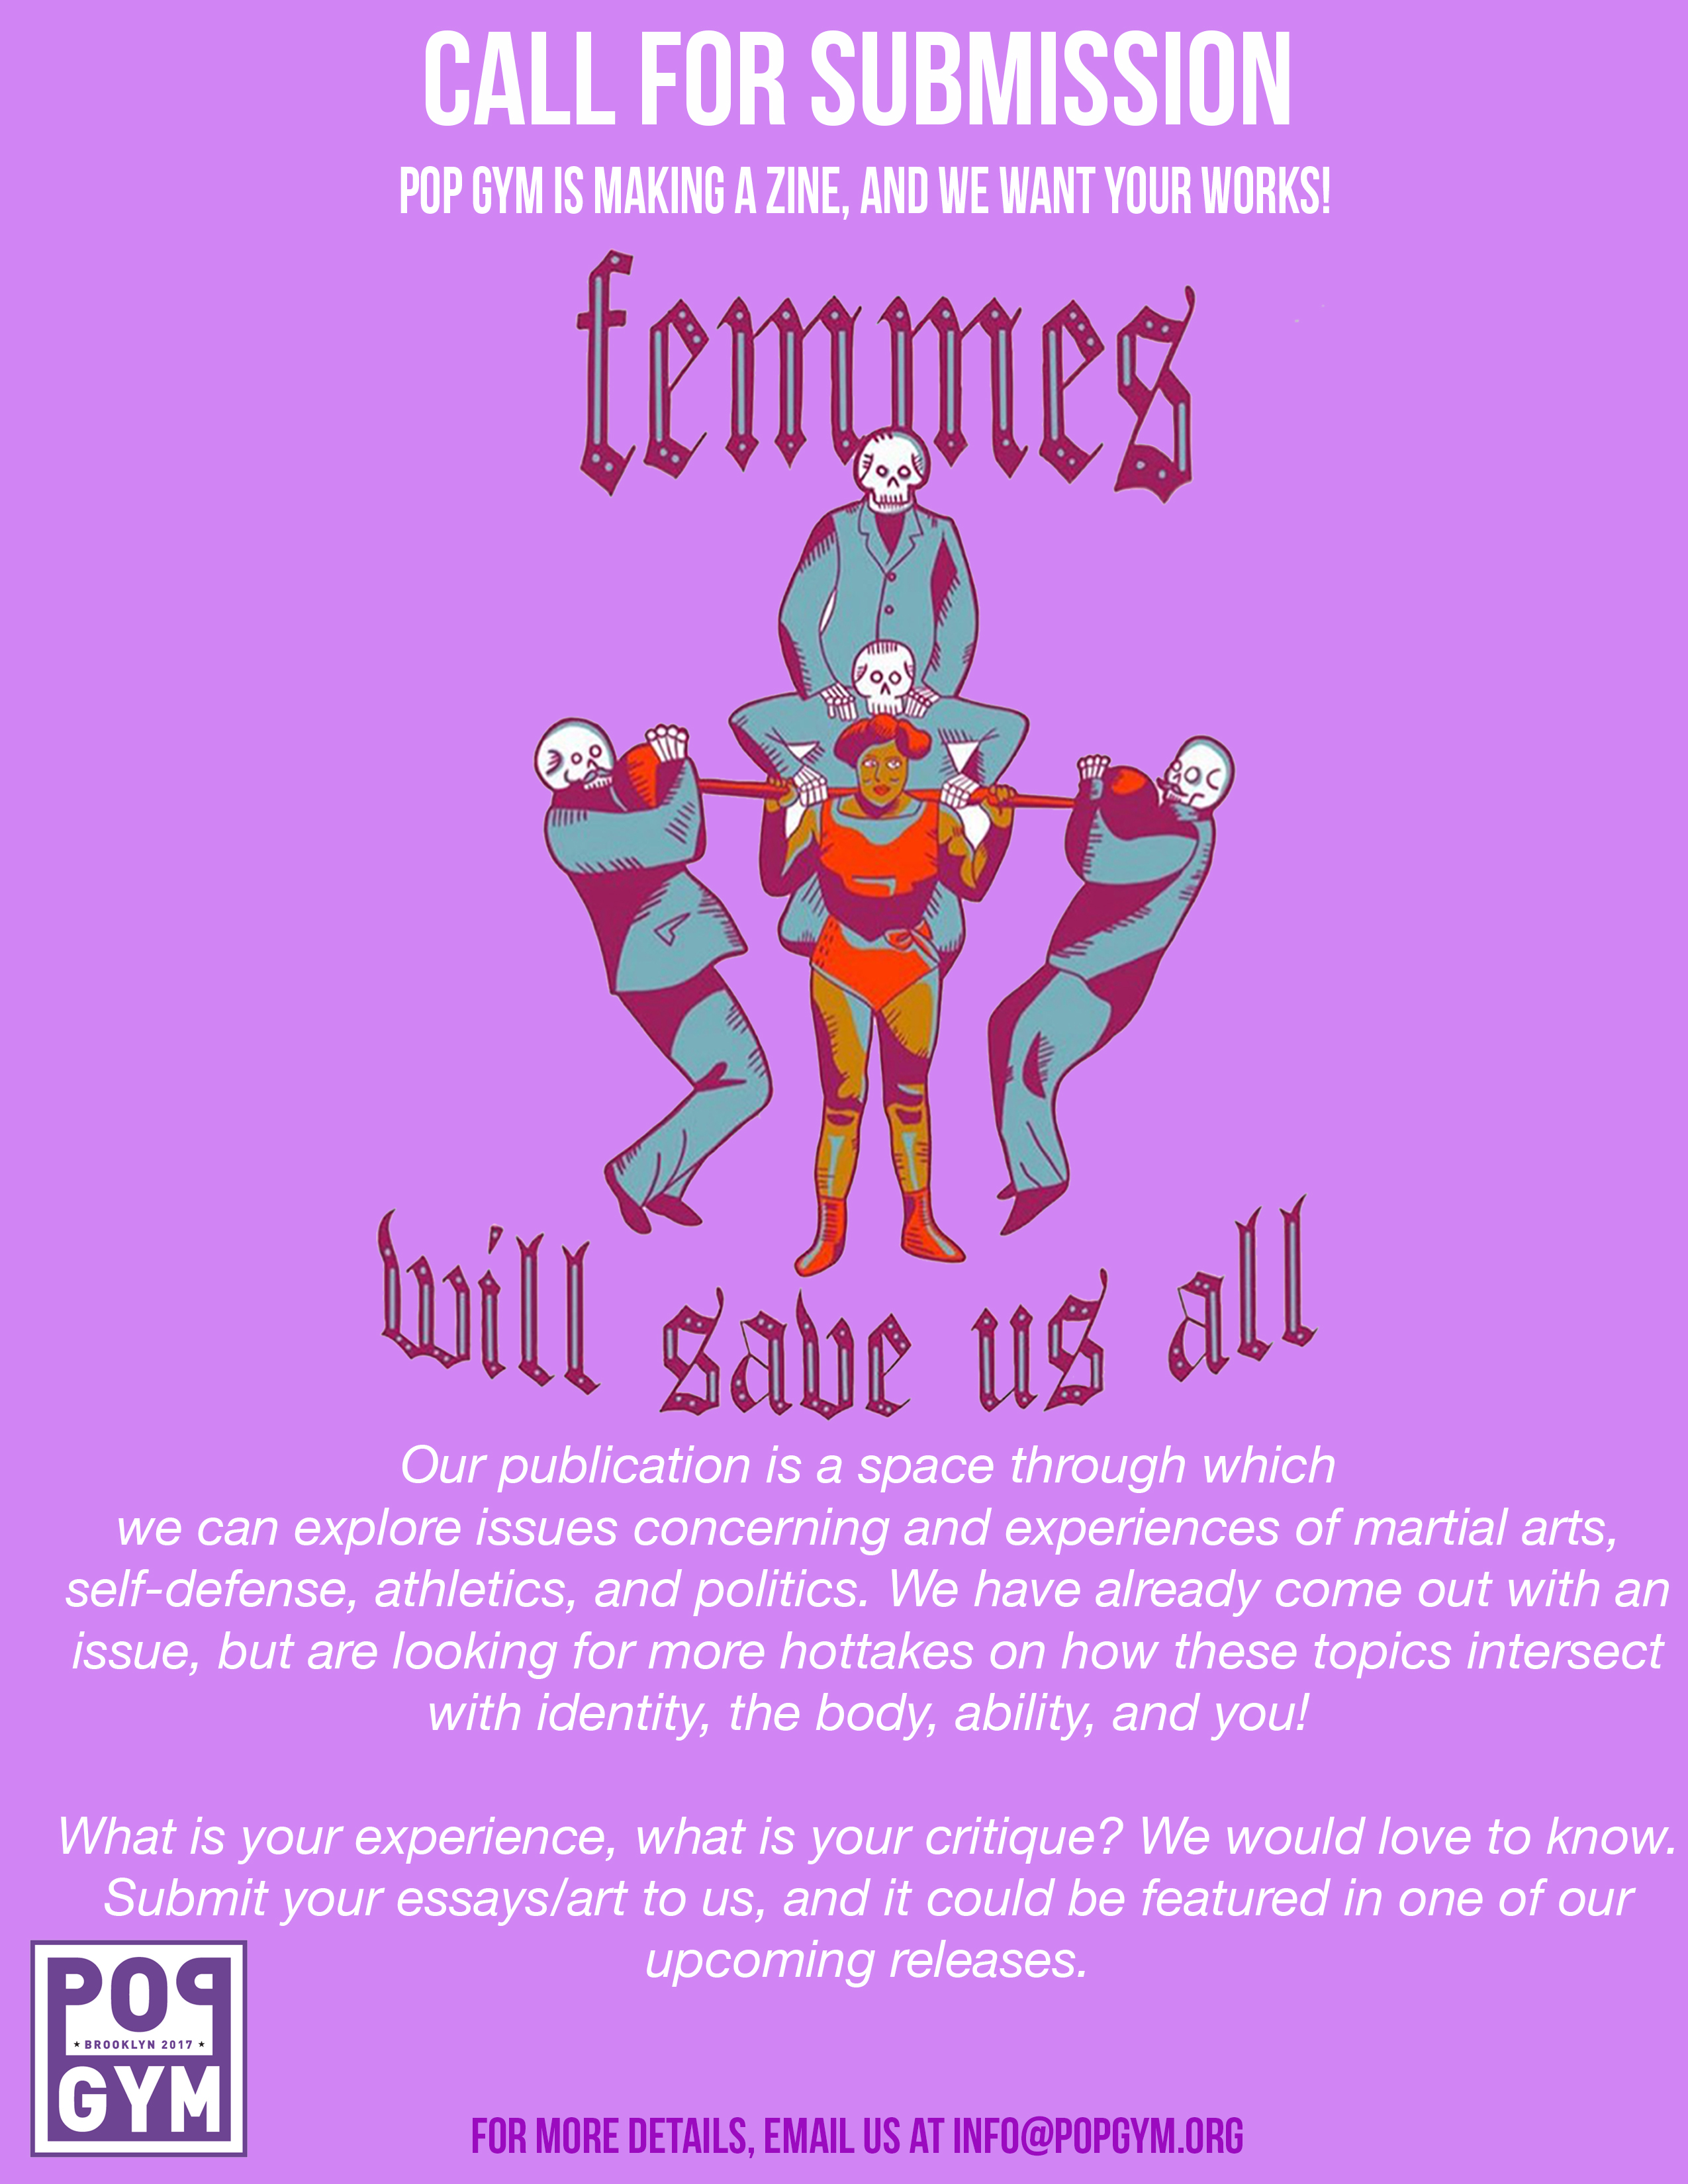 CALL FOR SUBMISSION
POP GYM IS MAKING A ZINE, AND WE WANT YOUR WORKS!
femmes
will save us all
Our publication is a space through which
we can explore issues concerning and experiences of martial arts,
self-defense, athletics, and politics. We have already come out with an
issue, but are looking for more hottakes on how these topics intersect
with identity, the body, ability, and you!
What is your experience, what is your critique? We would love to know.
Submit your essays/art to us, and it could be featured in one of our
upcoming releases.
POP
★ BROOKLYN 2017 ★
GYM
FOR MORE DETAILS, EMAIL US AT INFO@POPGYM.ORG